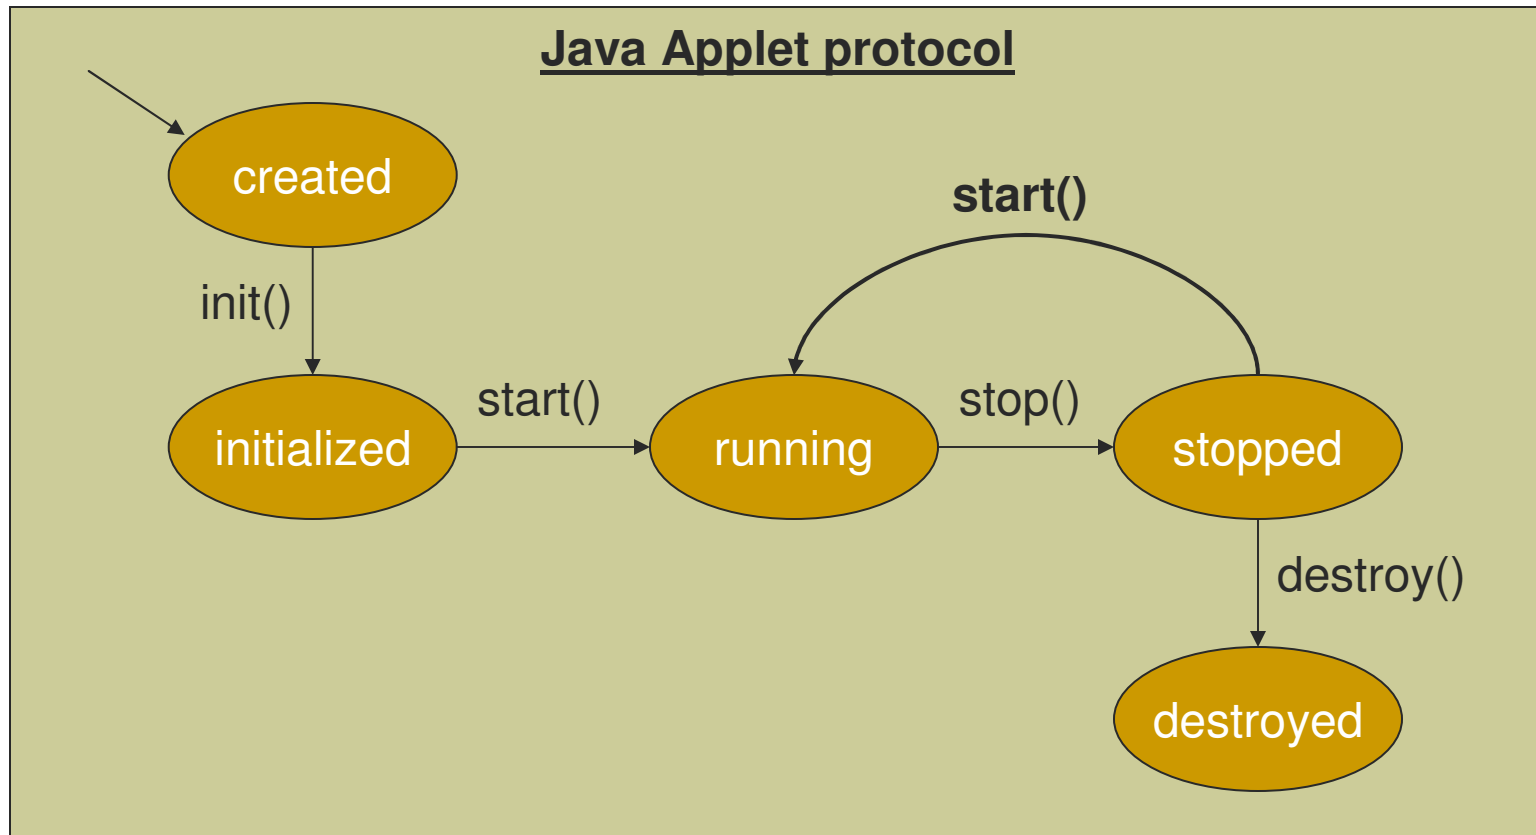 Java Applet protocol
created
start()
init()
start()
stop()
initialized
running
stopped
destroy()
destroyed